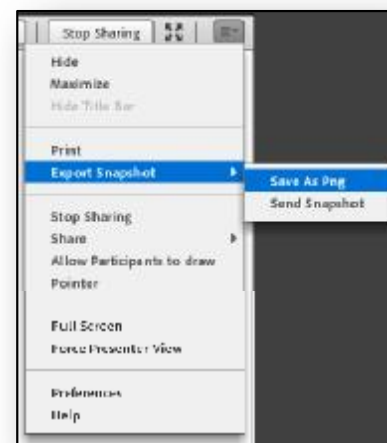 Stop Sharing
Hide
Maximize
Hide Title Bar
Print
Export Snapshot
Save As Png
Send Snapshot
Stop Sharing
Share
Allow Participants to draw
Pointer
Full Screen
Force Presenter View
Preferences
Help